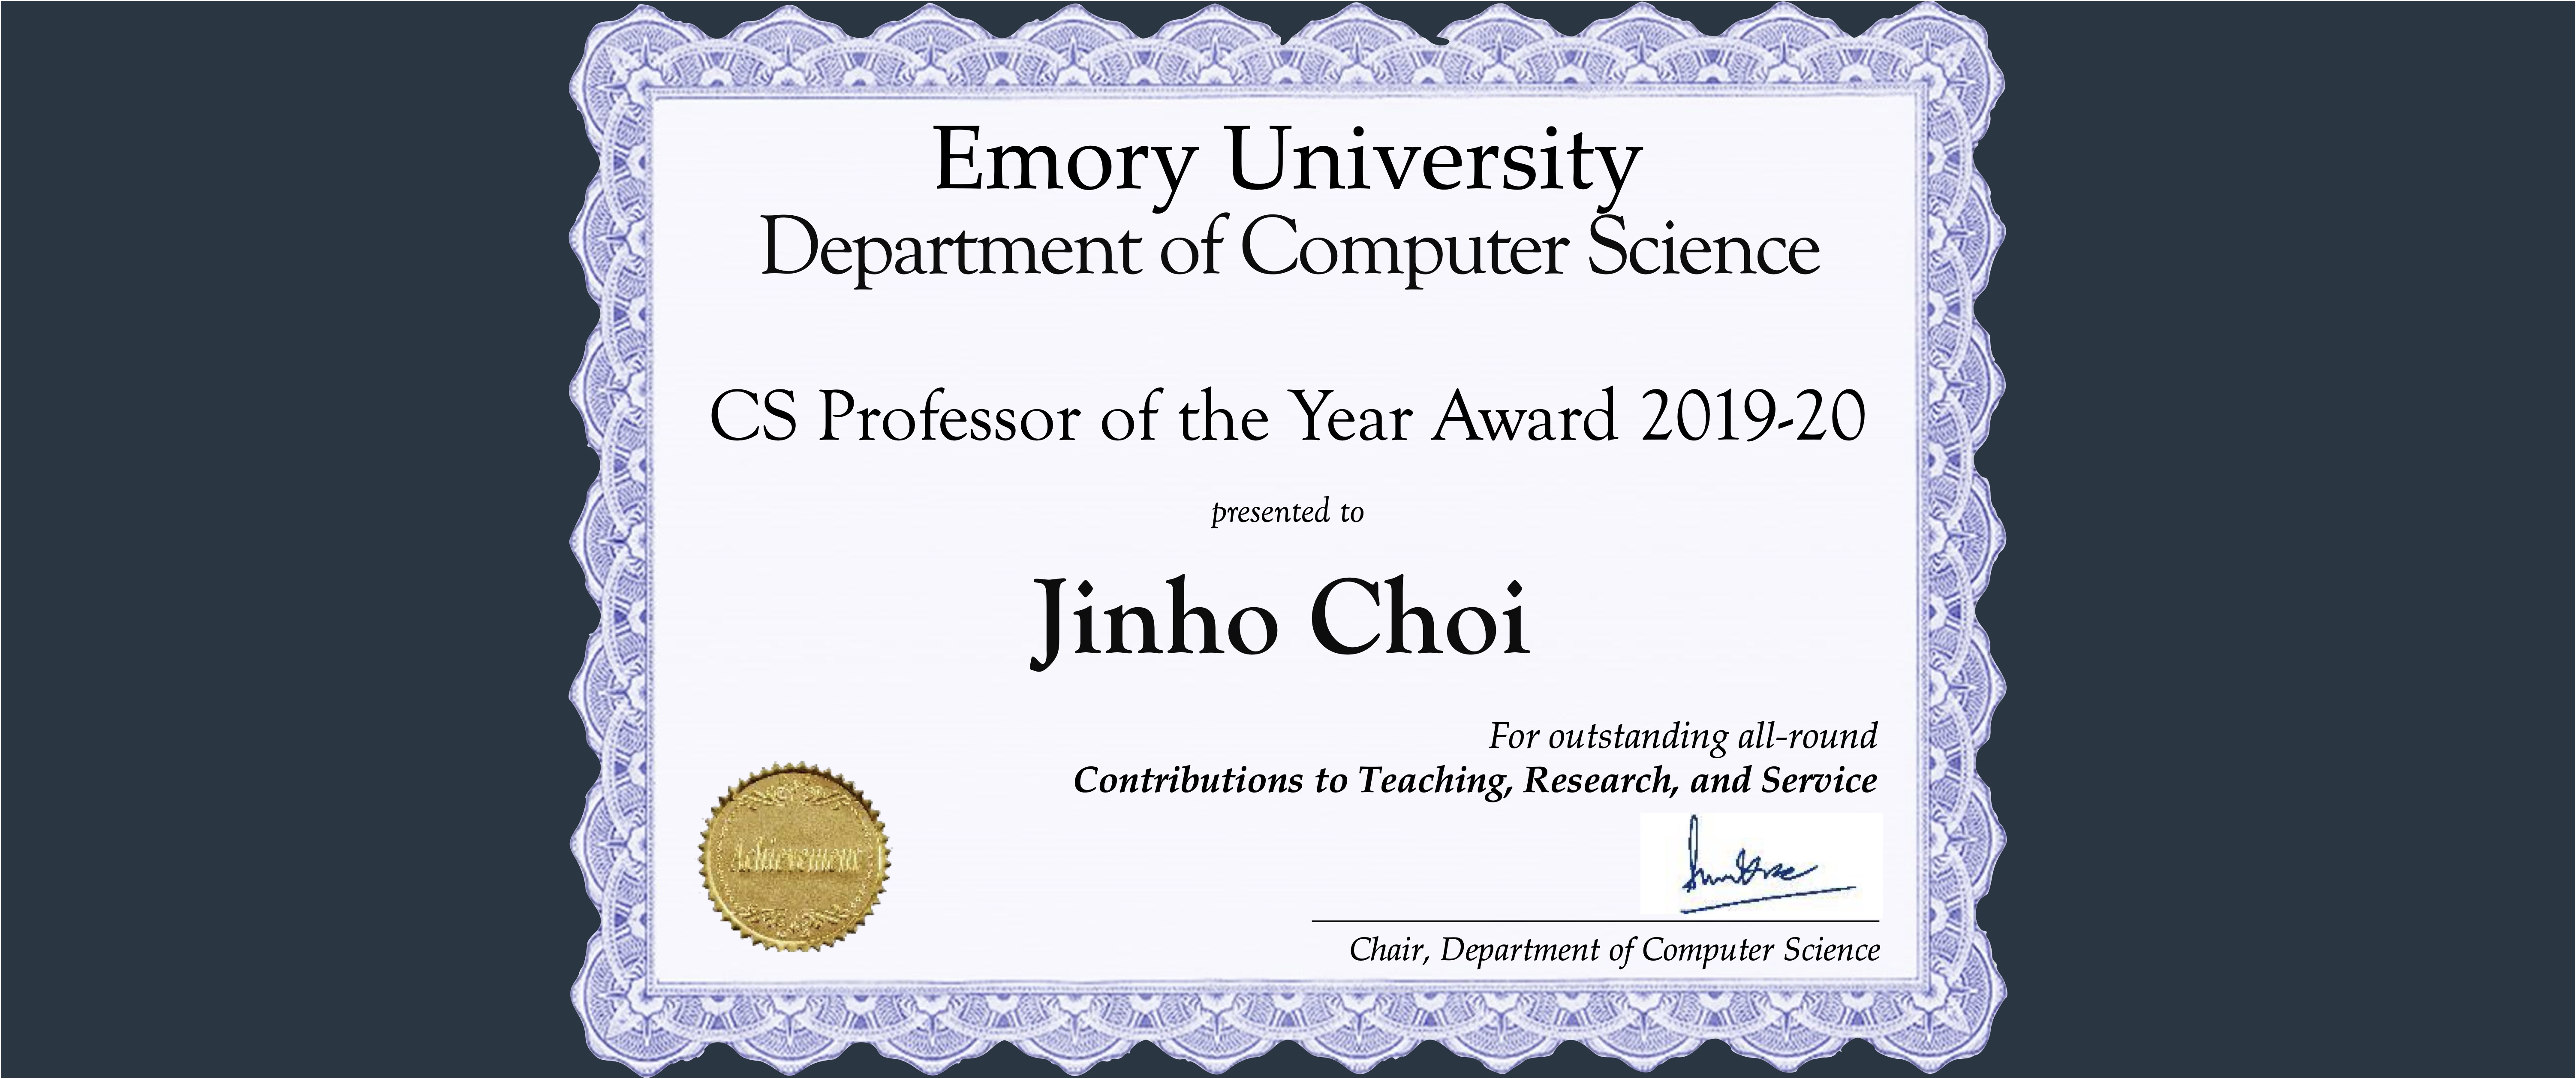 Emory University
Department of Computer Science
CS Professor of the Year Award 2019-20
presented to
Jinho Choi
For outstanding all-round
Contributions to Teaching, Research, and Service
Achievement
Chair, Department of Computer Science